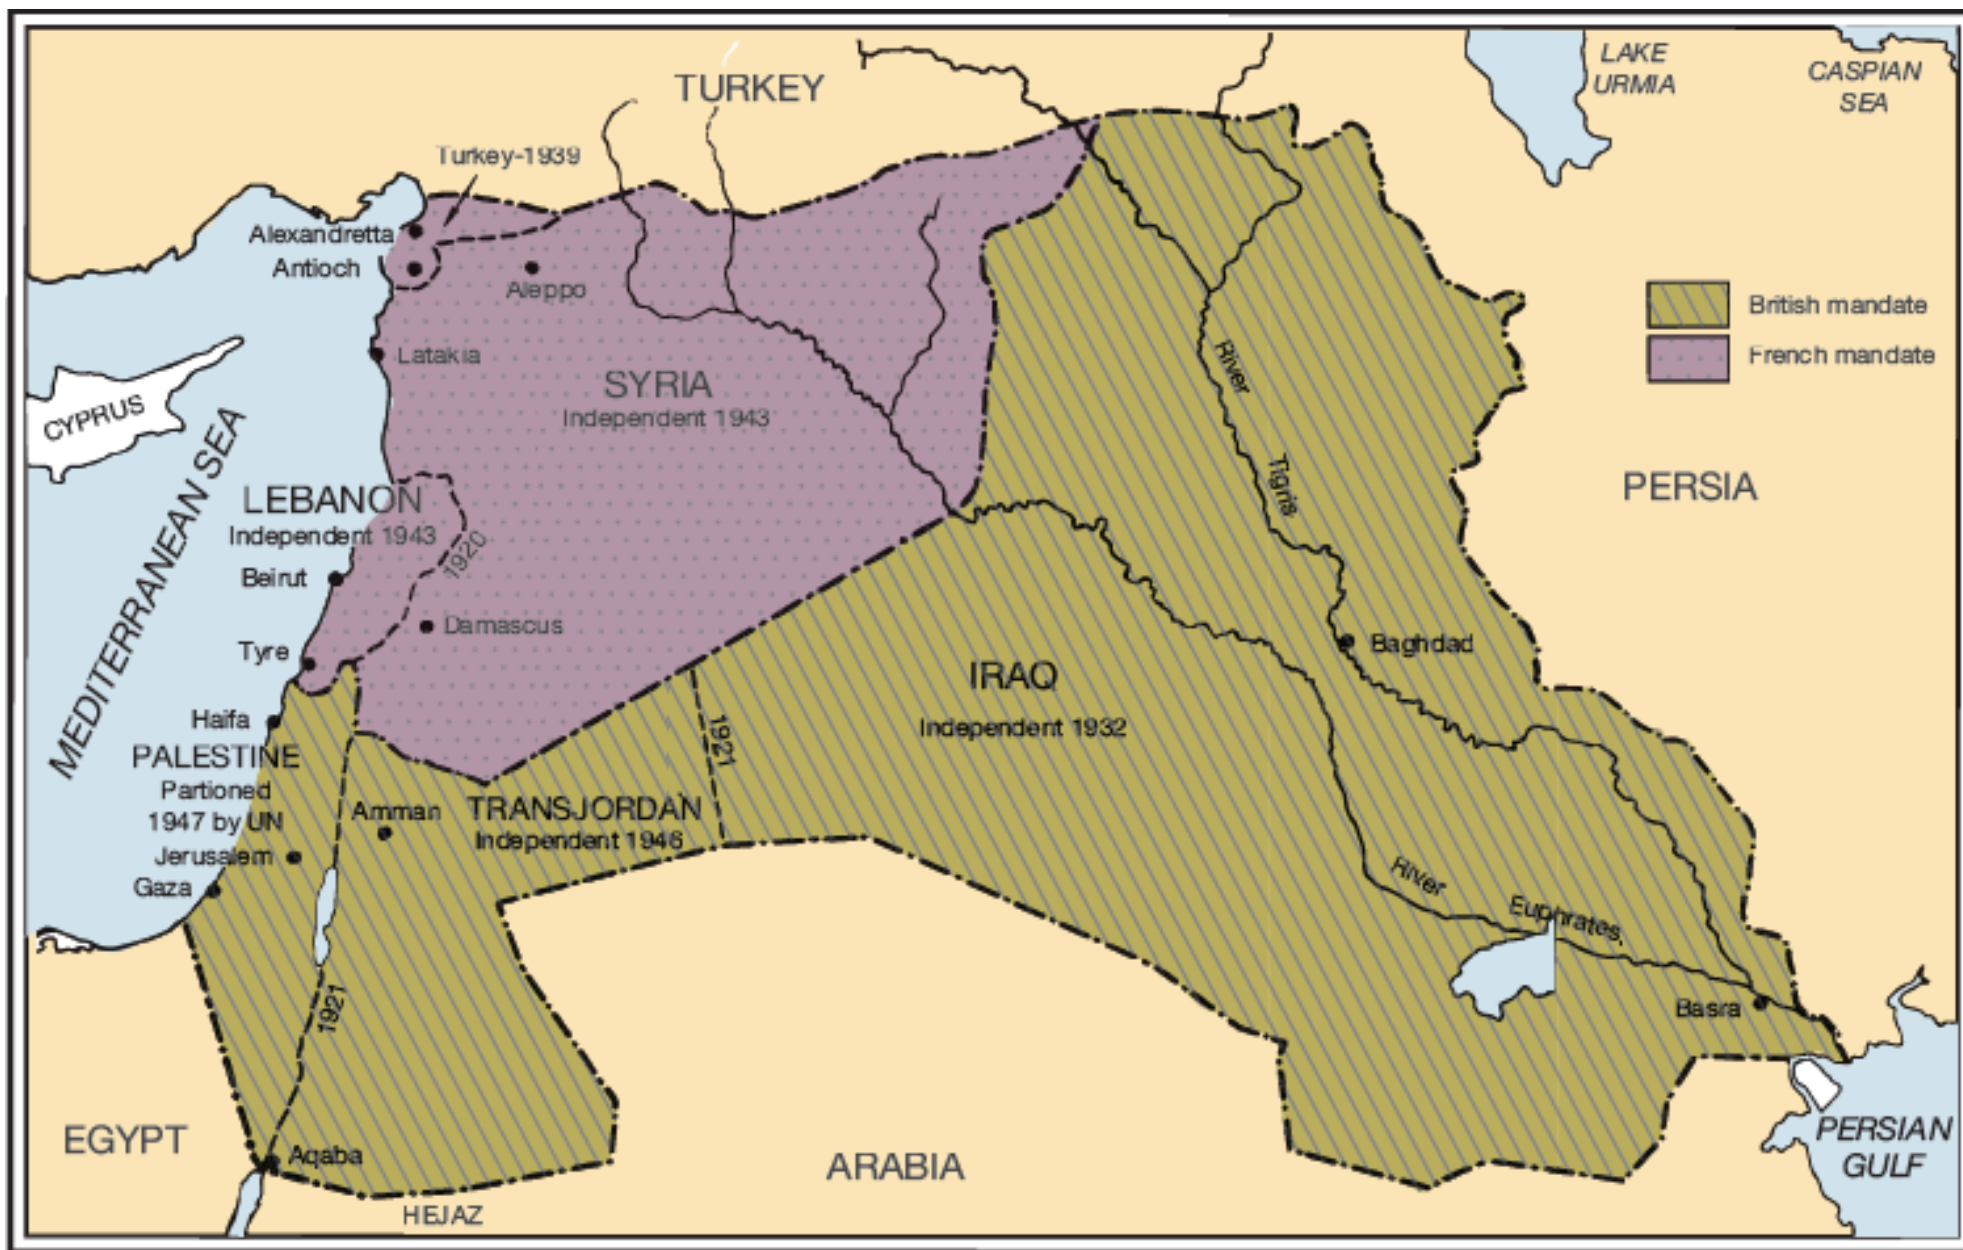 TURKEY
LAKE
URMIA
CASPIAN
SEA
Turkey-1939
Alexandretta
Antioch
Aleppo
British mandate
French mandate
Latakia
River
SYRIA
Independent 1943
CYPRUS
MEDITERRANEAN SEA
Tigris
PERSIA
LEBANON
Independent 1943
1920
Beirut
Damascus
Tyre
Baghdad
IRAQ
Independent 1932
Haifa
1921
PALESTINE
Partioned
1947 by UN
Amman
TRANSJORDAN
Independent 1946
Jerusalem
Gaza
River
Euphrates.
1921
Basra
EGYPT
Aqaba
ARABIA
PERSIAN
GULF
HEJAZ